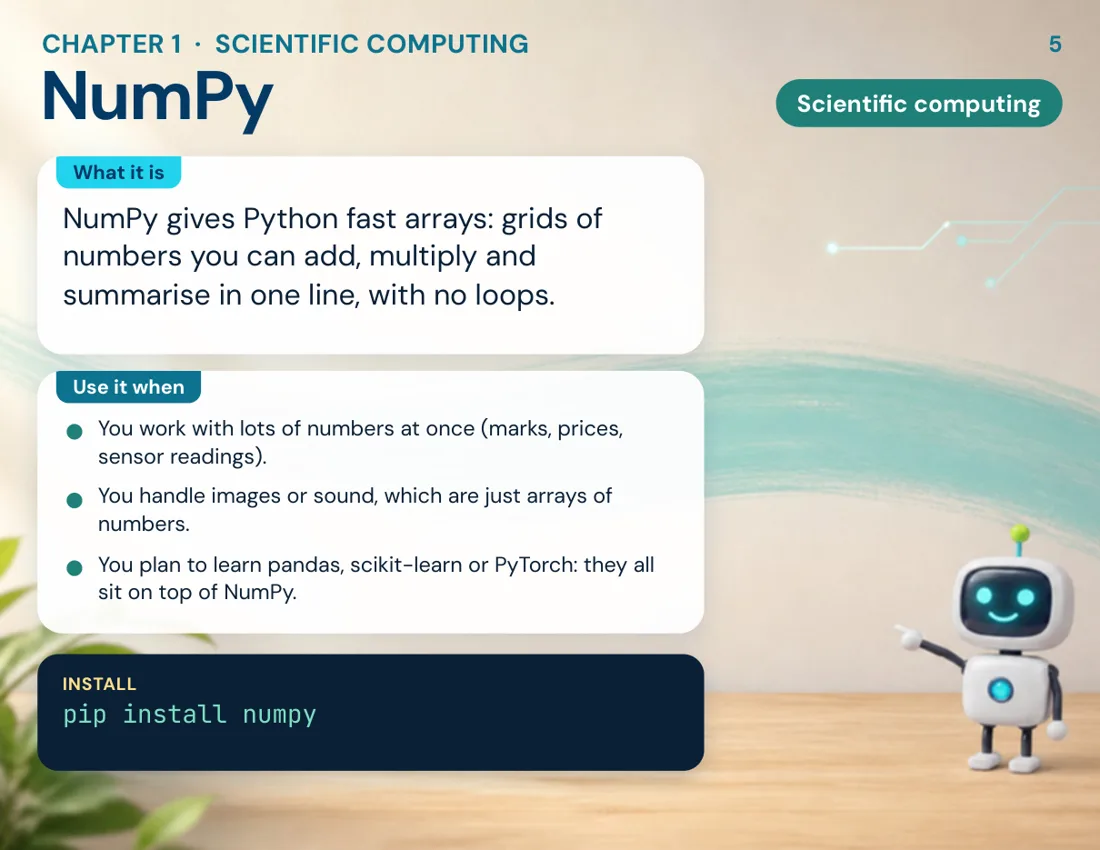 CHAPTER 1 · SCIENTIFIC COMPUTING
5
NumPy
Scientific computing
What it is
NumPy gives Python fast arrays: grids of
numbers you can add, multiply and
summarise in one line, with no loops.
Use it when
You work with lots of numbers at once (marks, prices,
sensor readings).
You handle images or sound, which are just arrays of
numbers.
You plan to learn pandas, scikit-learn or PyTorch: they all
sit on top of NumPy.
INSTALL
pip install numpy